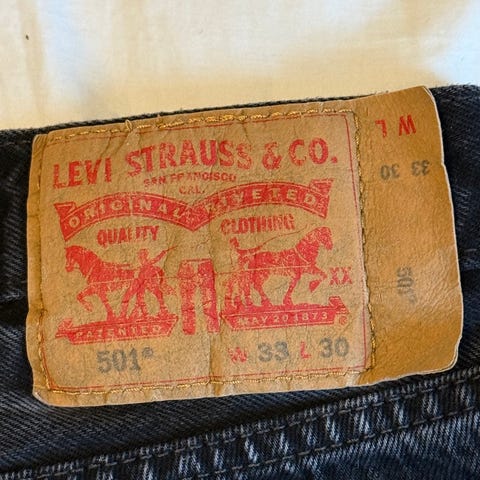 LEVI STRAUSS & CO.
SAN FRANCISCO
CAL.
ORIGINAL RIVETED
QUALITY CLOTHING
XX
PATENTED MAY 20 1873 ®
501® W 33 L 30
W L
33 30
501®